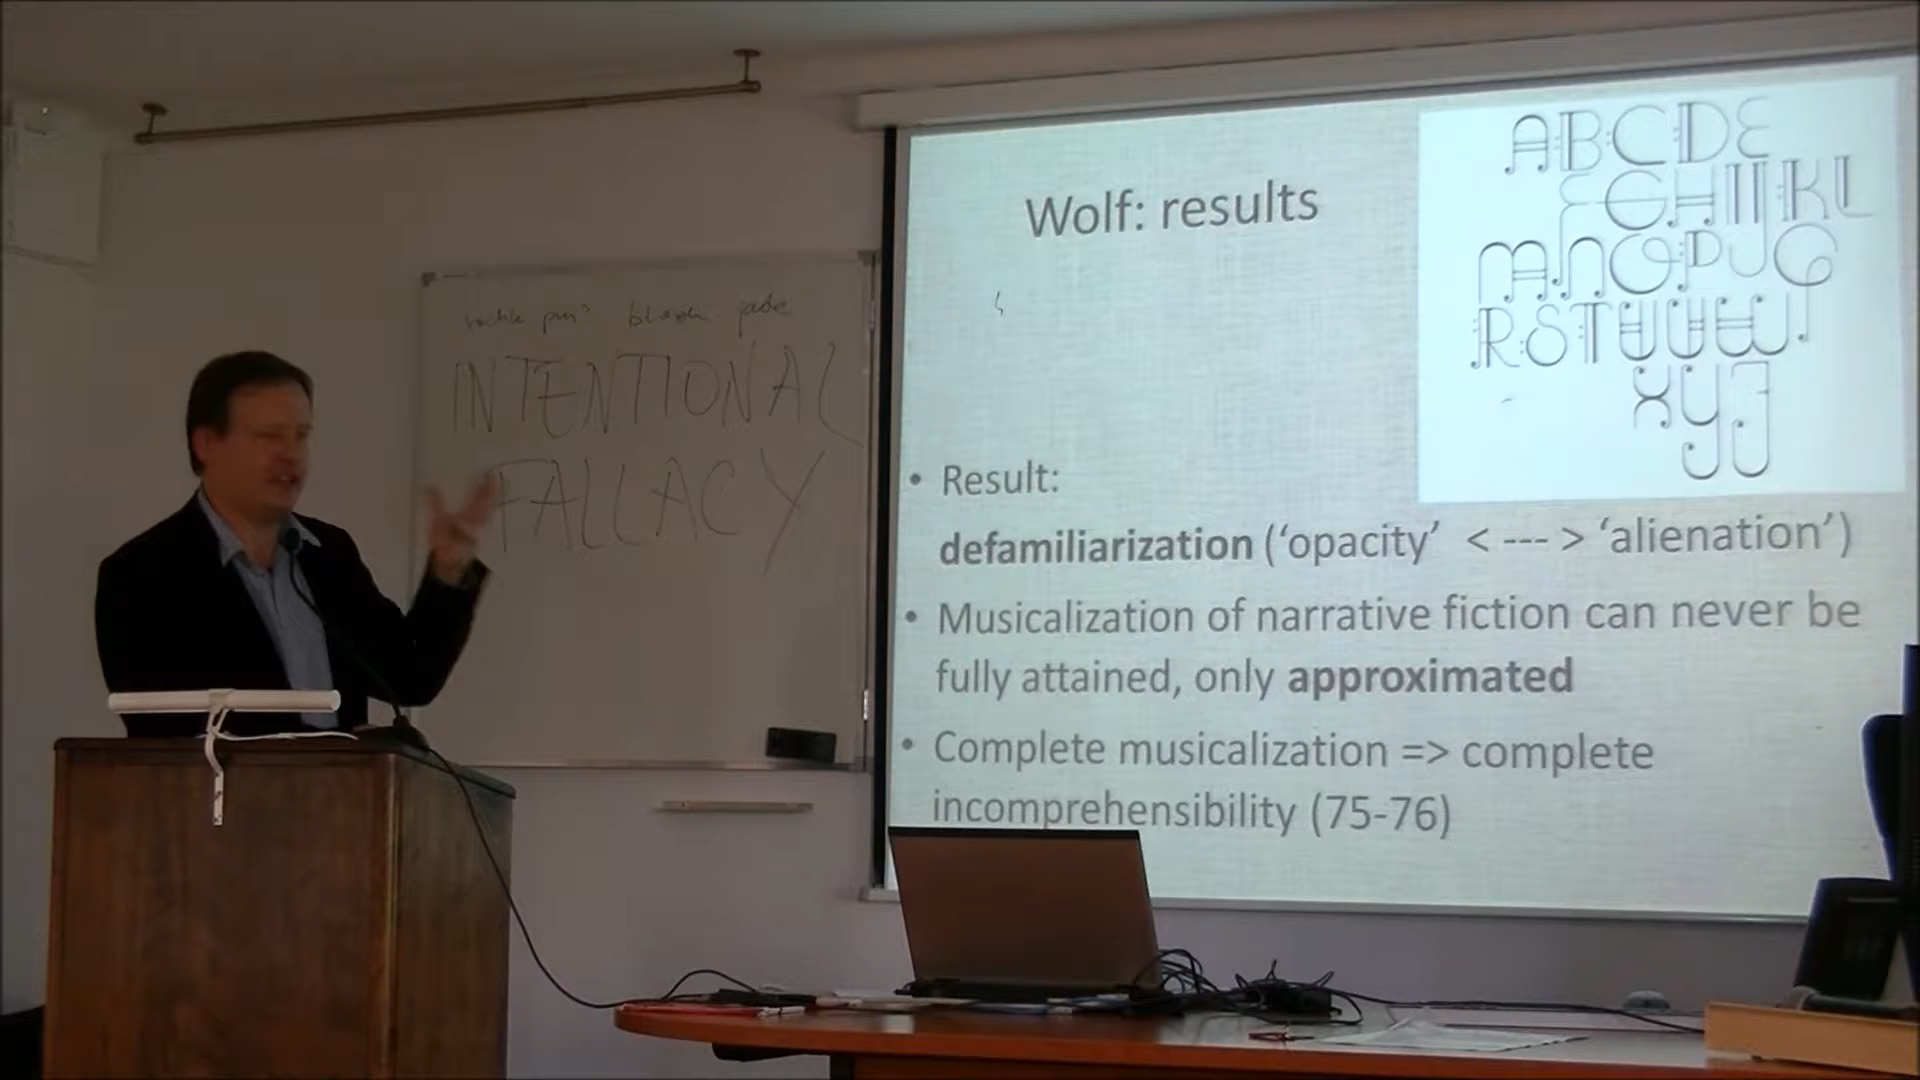 jade
INTENTIONAL
FALLACY
Wolf: results
ABCDE
FGHIJKL
MNOPQ
RSTUVW
XYZ
• Result:
defamiliarization (‘opacity’ < --- > ‘alienation’)
• Musicalization of narrative fiction can never be
fully attained, only approximated
• Complete musicalization => complete
incomprehensibility (75-76)